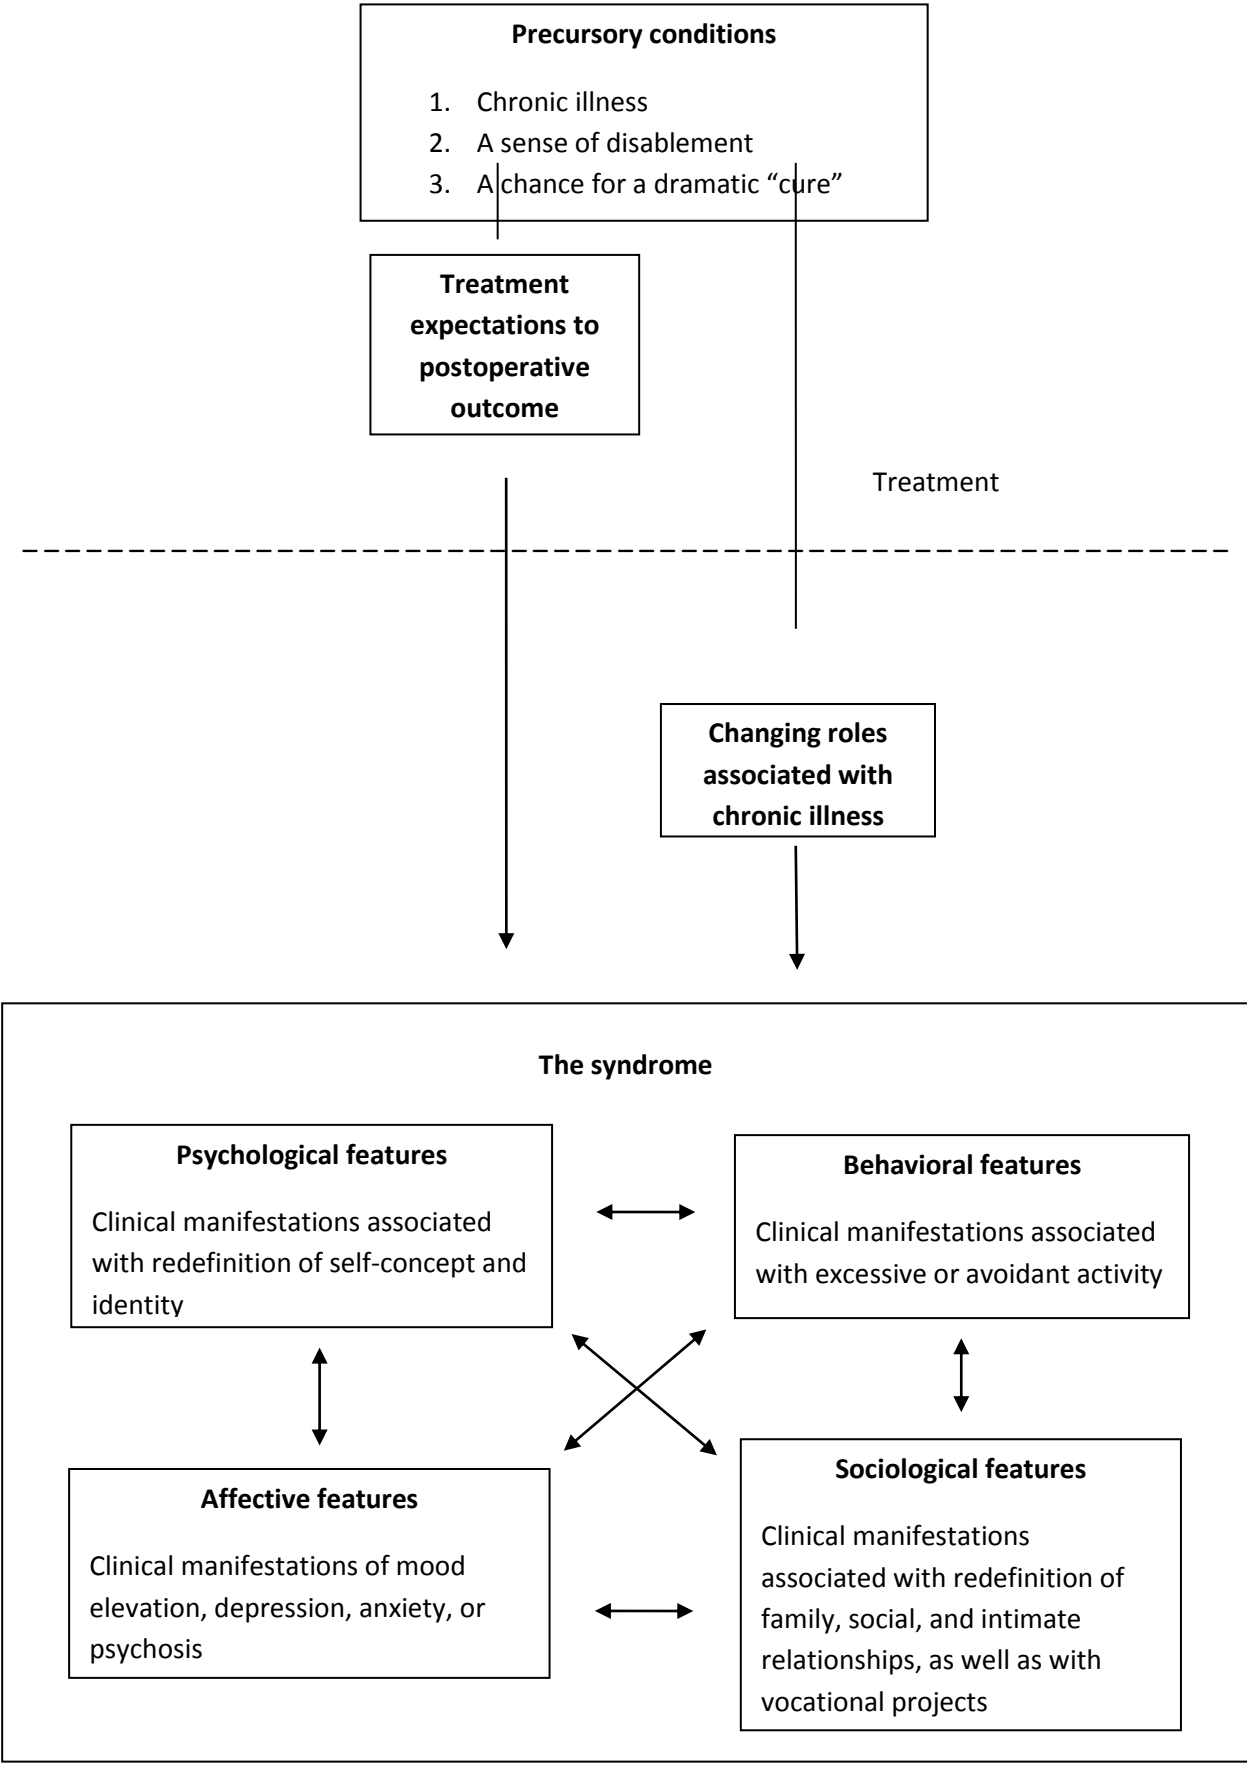 Precursory conditions
1. Chronic illness
2. A sense of disablement
3. A chance for a dramatic “cure”
Treatment
expectations to
postoperative
outcome
Treatment
Changing roles
associated with
chronic illness
The syndrome
Psychological features
Clinical manifestations associated
with redefinition of self-concept and
identity
Behavioral features
Clinical manifestations associated
with excessive or avoidant activity
Affective features
Clinical manifestations of mood
elevation, depression, anxiety, or
psychosis
Sociological features
Clinical manifestations
associated with redefinition of
family, social, and intimate
relationships, as well as with
vocational projects